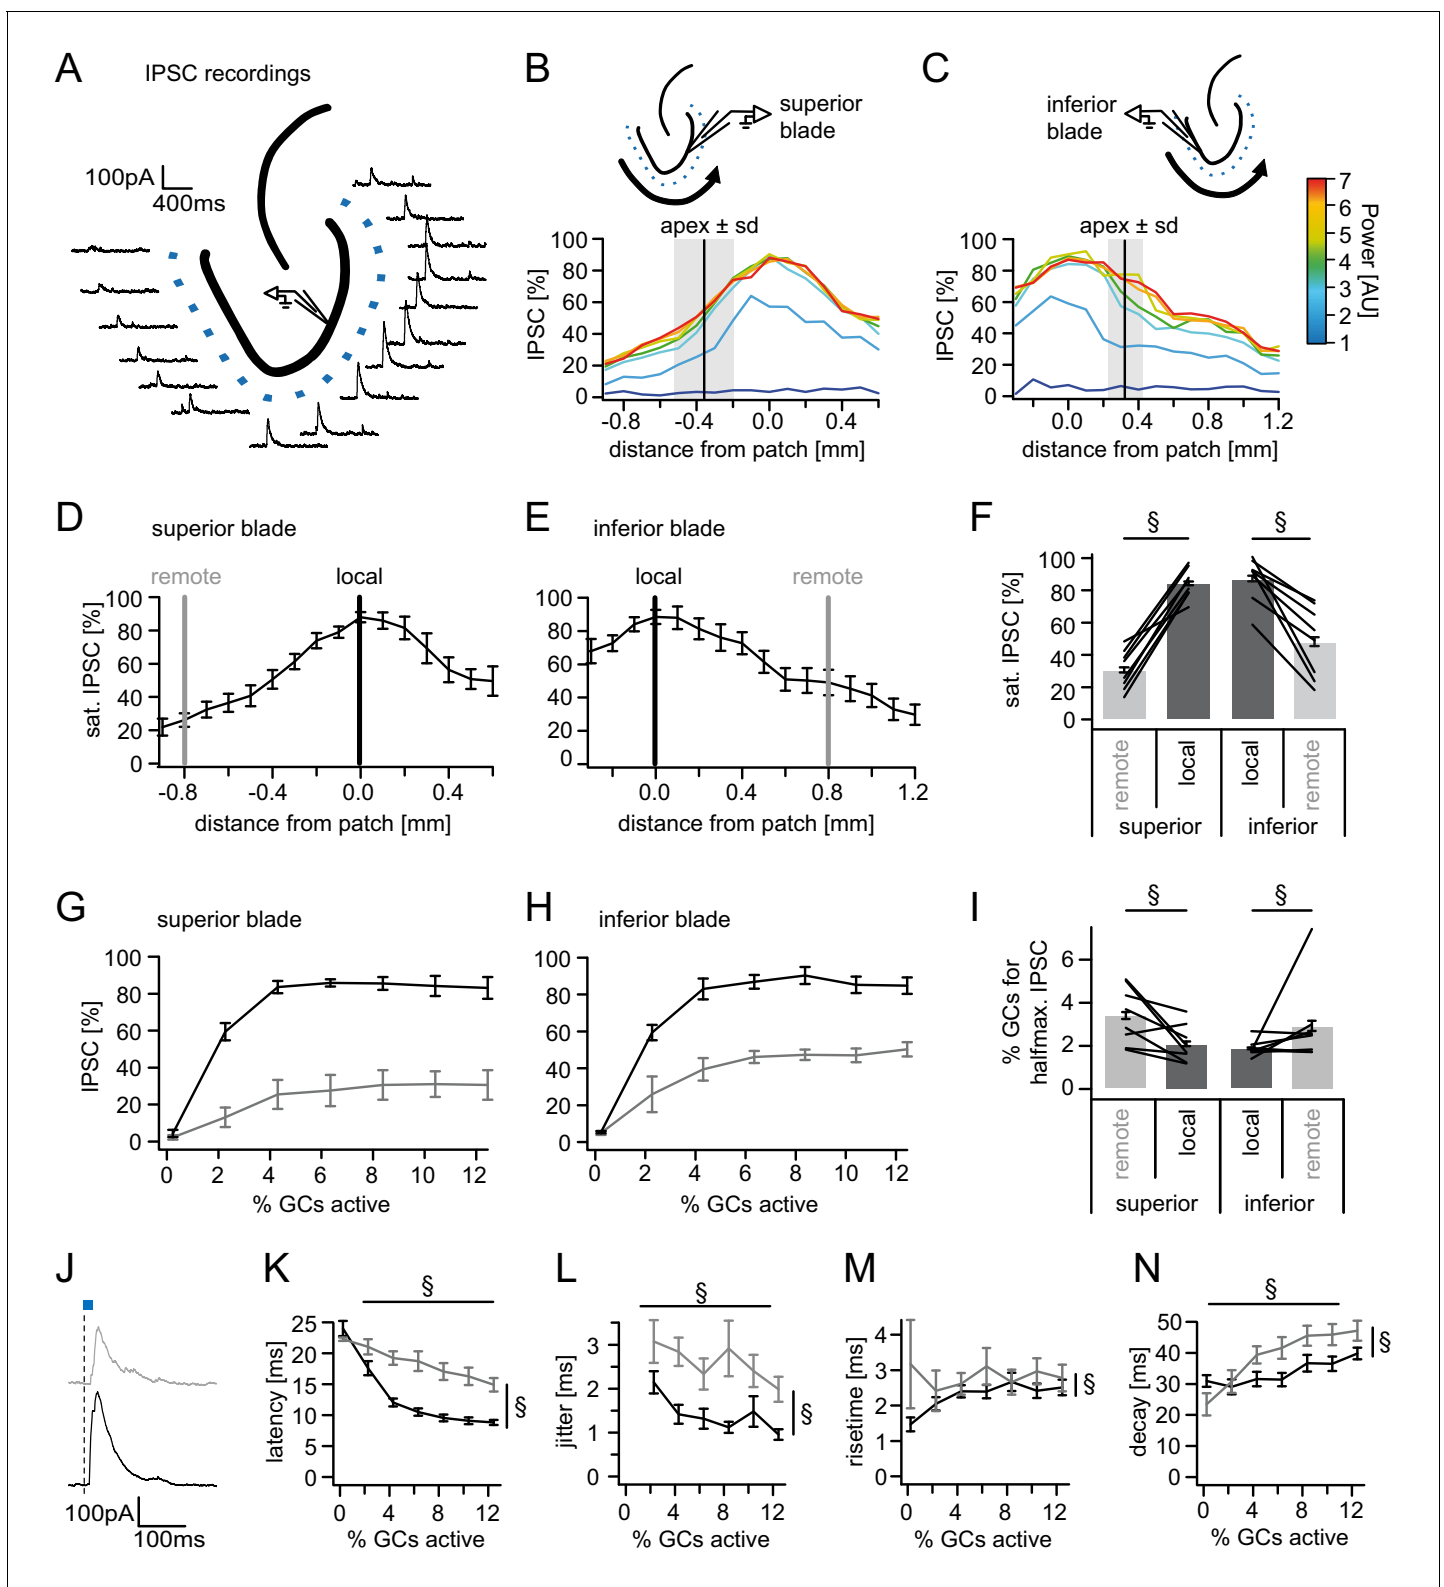 A
IPSC recordings
100pA
400ms
B
superior
blade
apex ± sd
IPSC [%]
100
80
60
40
20
0
-0.8
-0.4
0.0
0.4
distance from patch [mm]
C
inferior
blade
apex ± sd
IPSC [%]
100
80
60
40
20
0
0.0
0.4
0.8
1.2
distance from patch [mm]
7
6
5
4
3
2
1
Power [AU]
D
superior blade
remote
local
sat. IPSC [%]
100
80
60
40
20
0
-0.8
-0.4
0.0
0.4
distance from patch [mm]
E
inferior blade
local
remote
100
80
60
40
20
0
0.0
0.4
0.8
1.2
distance from patch [mm]
F
§
§
sat. IPSC [%]
100
80
60
40
20
0
remote
local
local
remote
superior
inferior
G
superior blade
IPSC [%]
100
80
60
40
20
0
0
2
4
6
8
10
12
% GCs active
H
inferior blade
100
80
60
40
20
0
0
2
4
6
8
10
12
% GCs active
I
§
§
% GCs for
halfmax. IPSC
6
4
2
0
remote
local
local
remote
superior
inferior
J
100pA
100ms
K
§
latency [ms]
25
20
15
10
5
0
§
0
4
8
12
% GCs active
L
§
jitter [ms]
3
2
1
0
§
0
4
8
12
% GCs active
M
risetime [ms]
4
3
2
1
0
§
0
4
8
12
% GCs active
N
§
decay [ms]
50
40
30
20
10
0
§
0
4
8
12
% GCs active